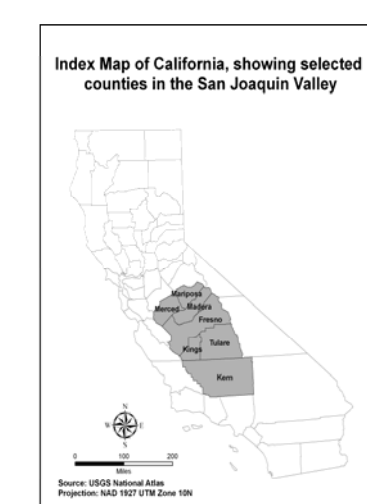 Index Map of California, showing selected
counties in the San Joaquin Valley
Mariposa
Merced
Madera
Fresno
Kings
Tulare
Kern
N
W
E
S
0 100 200
Miles
Source: USGS National Atlas
Projection: NAD 1927 UTM Zone 10N